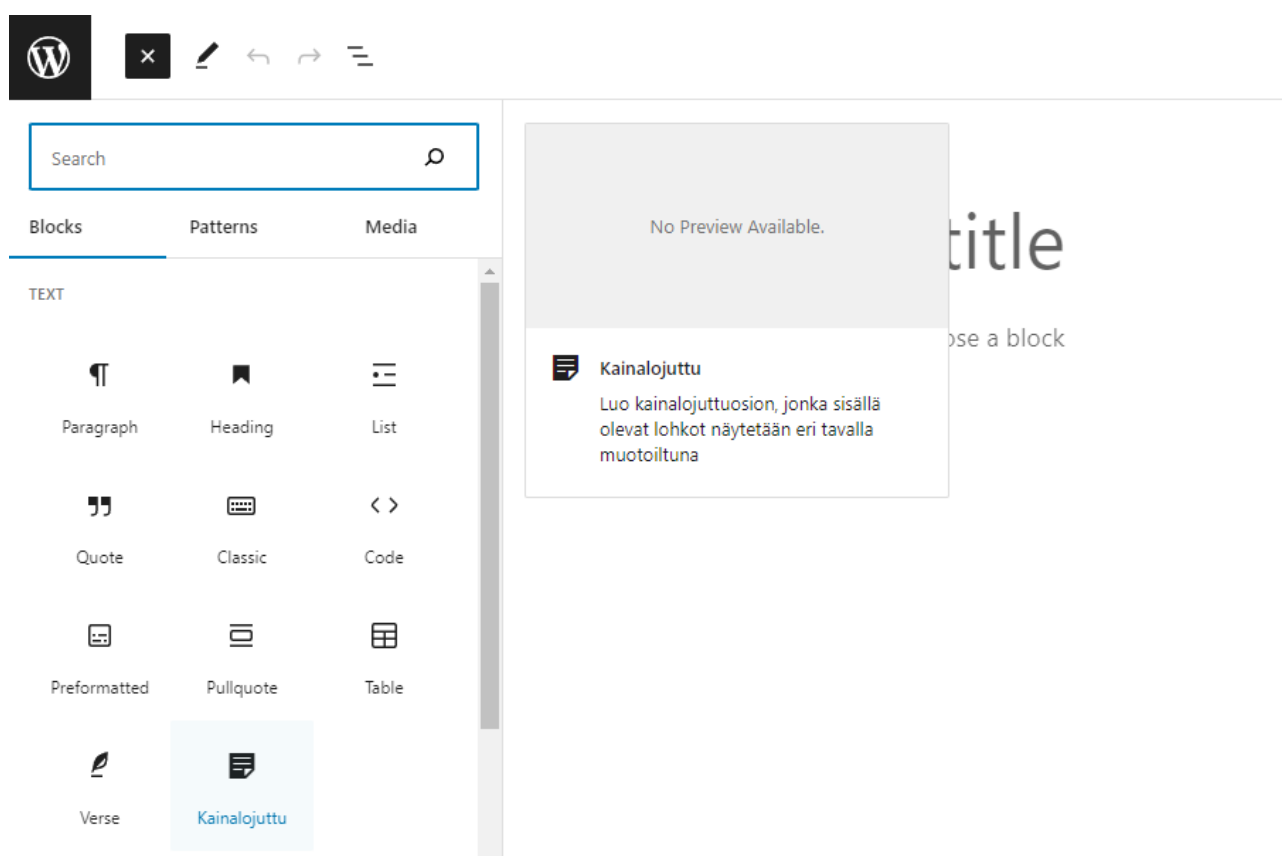 Search
Blocks Patterns Media
TEXT
Paragraph Heading List
Quote Classic Code
Preformatted Pullquote Table
Verse Kainalojuttu
No Preview Available.
Kainalojuttu
Luo kainalojuttuosion, jonka sisällä
olevat lohkot näytetään eri tavalla
muotoiltuna
title
a block